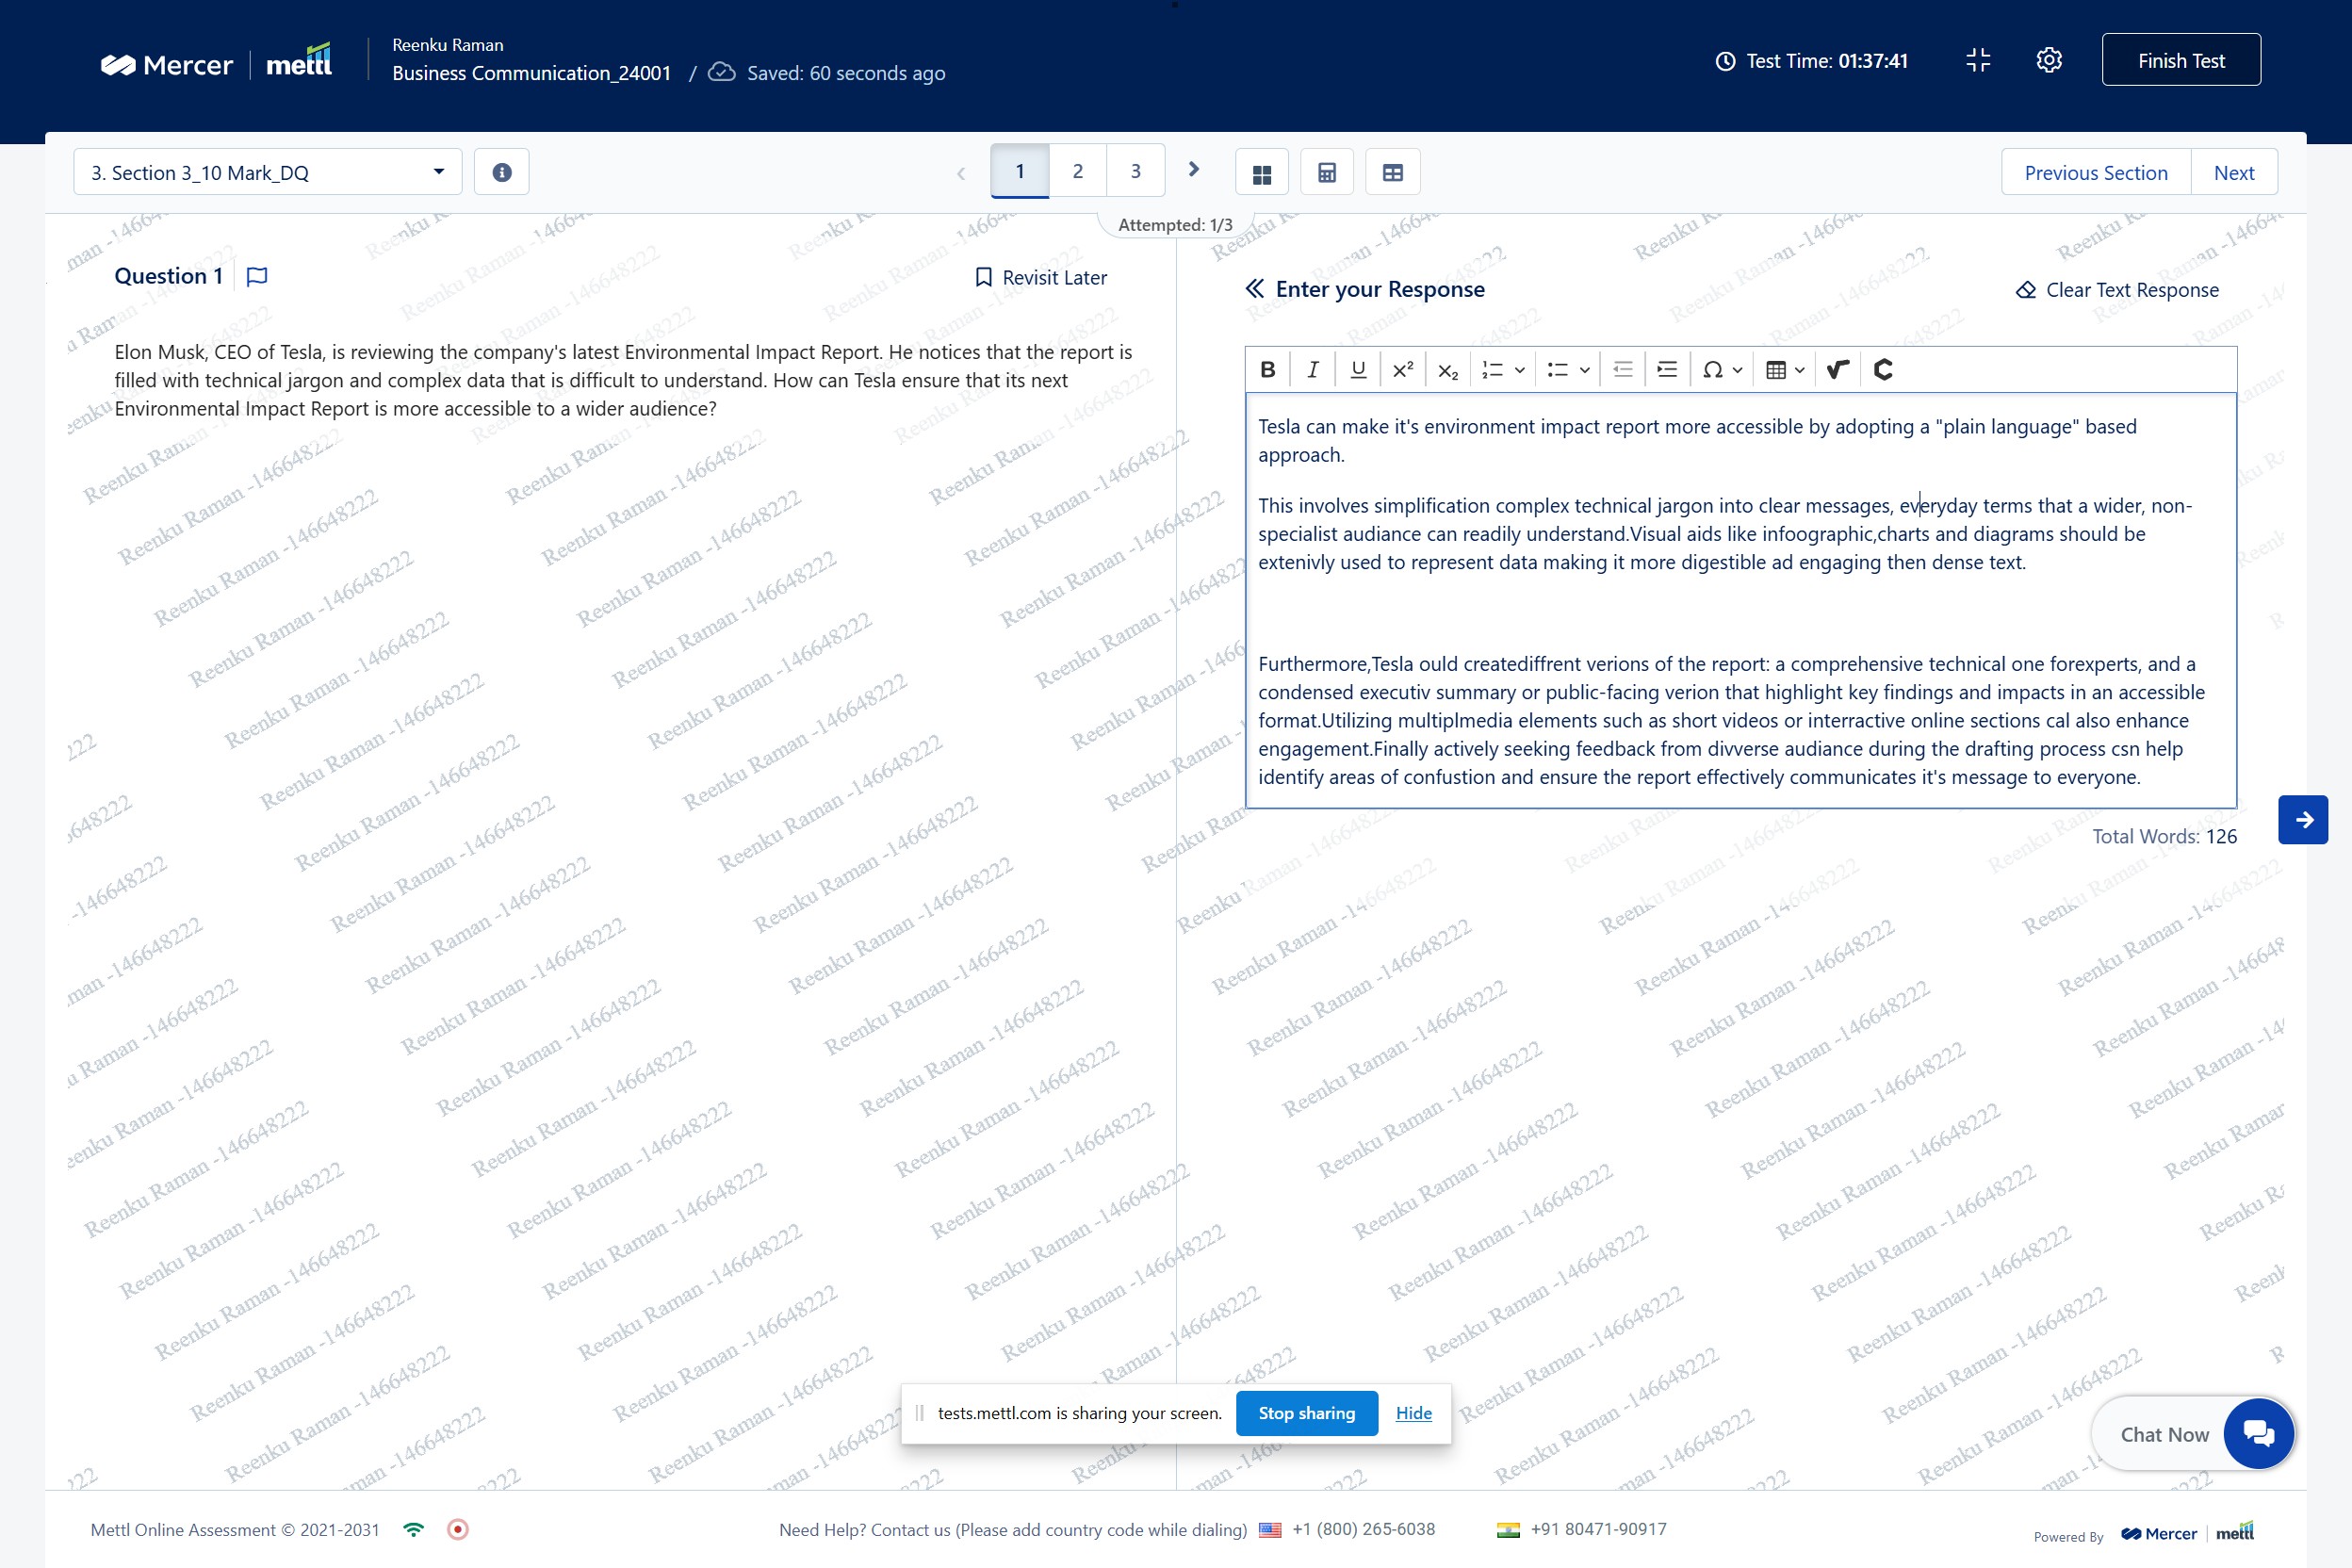 Mercer | mettl
Reenku Raman
Business Communication_24001 / Saved: 60 seconds ago
Test Time: 01:37:41
Finish Test
3. Section 3_10 Mark_DQ
1 2 3
Previous Section Next
Attempted: 1/3
Question 1
Revisit Later
Elon Musk, CEO of Tesla, is reviewing the company's latest Environmental Impact Report. He notices that the report is
filled with technical jargon and complex data that is difficult to understand. How can Tesla ensure that its next
Environmental Impact Report is more accessible to a wider audience?
Enter your Response
Clear Text Response
B I U x² x₂ Ω
Tesla can make it's environment impact report more accessible by adopting a "plain language" based
approach.
This involves simplification complex technical jargon into clear messages, everyday terms that a wider, non-
specialist audiance can readily understand.Visual aids like infoographic,charts and diagrams should be
extenivly used to represent data making it more digestible ad engaging then dense text.
Furthermore,Tesla ould creatediffrent verions of the report: a comprehensive technical one forexperts, and a
condensed executiv summary or public-facing verion that highlight key findings and impacts in an accessible
format.Utilizing multiplmedia elements such as short videos or interractive online sections cal also enhance
engagement.Finally actively seeking feedback from divverse audiance during the drafting process csn help
identify areas of confustion and ensure the report effectively communicates it's message to everyone.
Total Words: 126
Reenku Raman -146648222
tests.mettl.com is sharing your screen. Stop sharing Hide
Chat Now
Mettl Online Assessment © 2021-2031
Need Help? Contact us (Please add country code while dialing) +1 (800) 265-6038 +91 80471-90917
Powered By Mercer | mettl